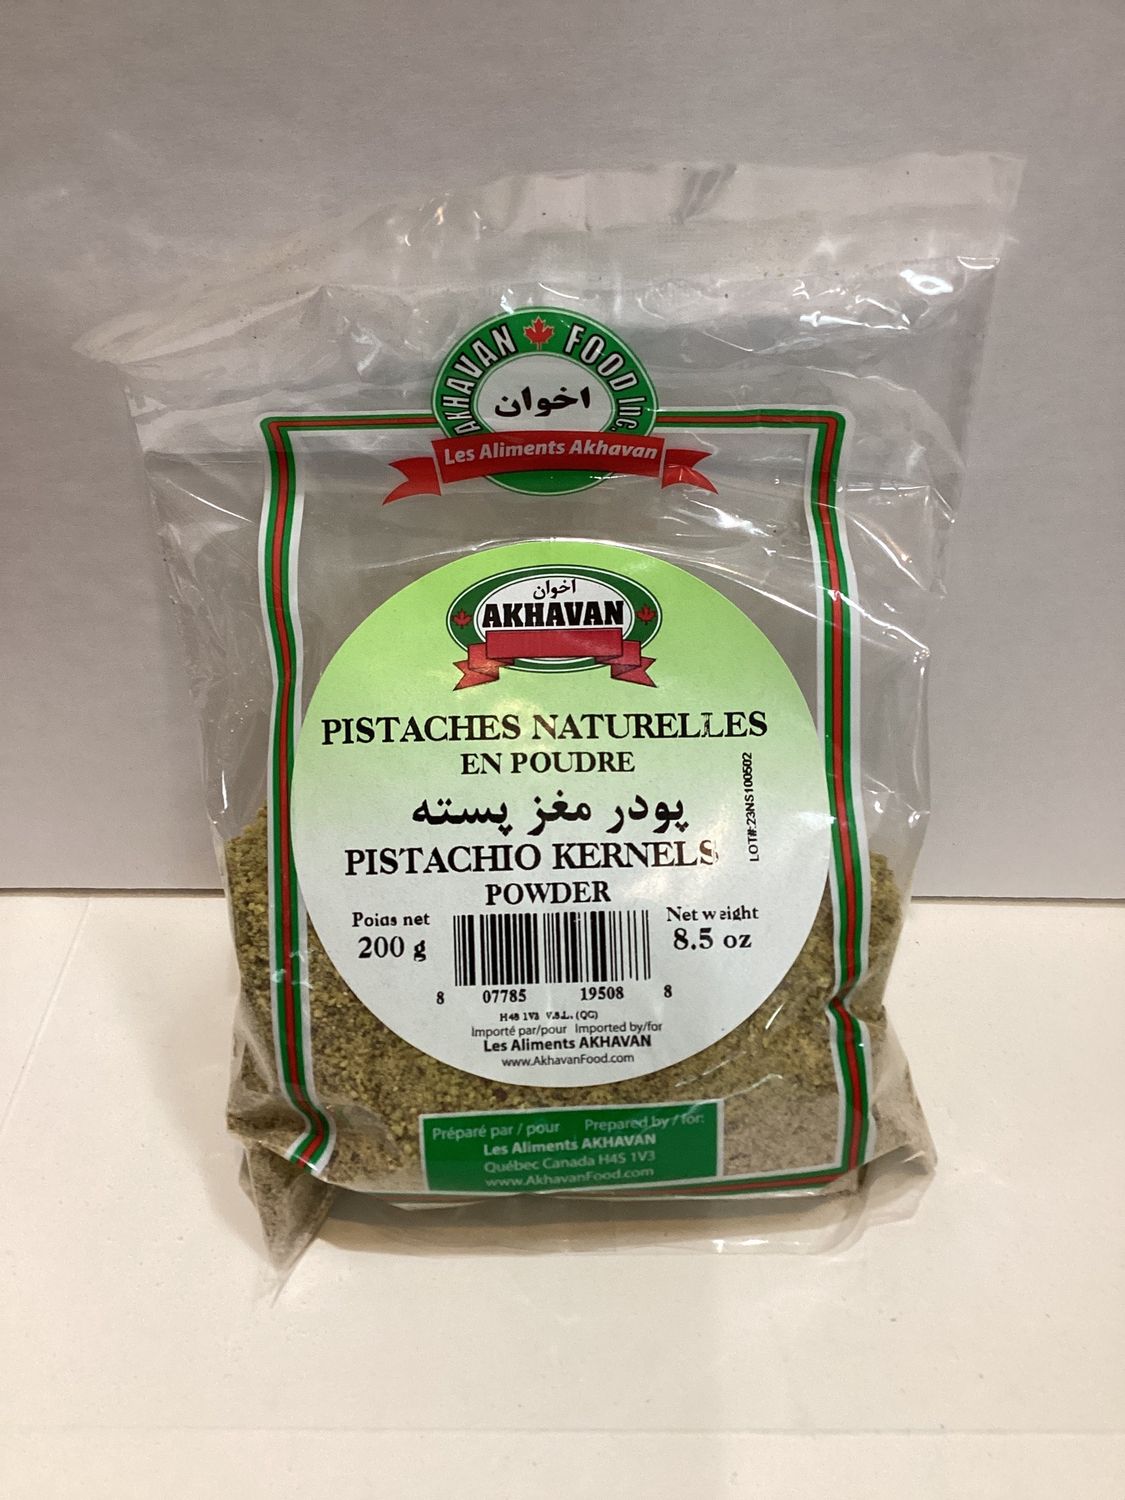 AKHAVAN FOOD Inc.
اخوان
Les Aliments Akhavan
اخوان
AKHAVAN
PISTACHES NATURELLES
EN POUDRE
پودر مغز پسته
PISTACHIO KERNELS
POWDER
LOT#:23NS100502
Poids net
200 g
Net weight
8.5 oz
8 07785 19508 8
H4S 1V3 V.S.L. (QC)
Importé par/pour Imported by/for
Les Aliments AKHAVAN
www.AkhavanFood.com
Préparé par / pour Prepared by / for:
Les Aliments AKHAVAN
Québec Canada H4S 1V3
www.AkhavanFood.com